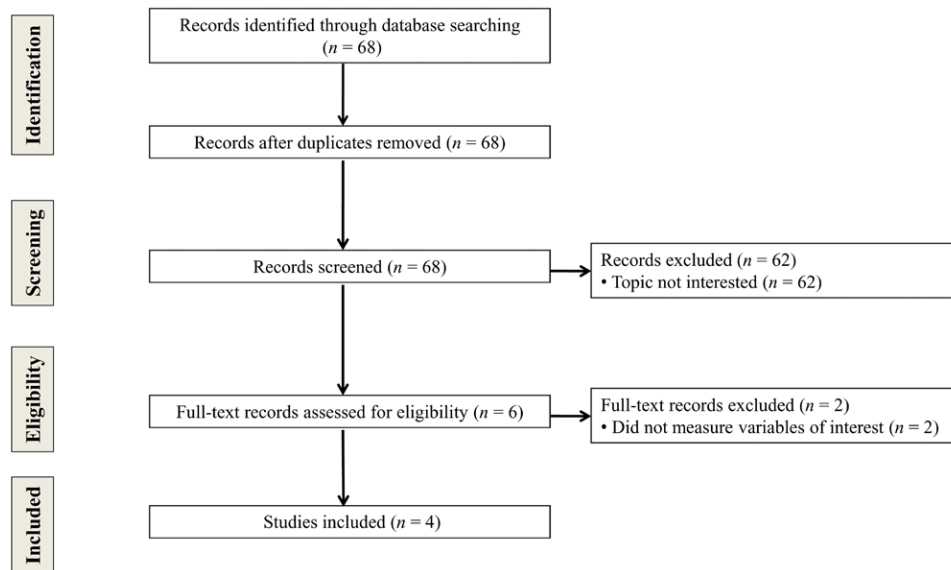 Identification
Records identified through database searching
(n = 68)
Records after duplicates removed (n = 68)
Screening
Records screened (n = 68)
Records excluded (n = 62)
• Topic not interested (n = 62)
Eligibility
Full-text records assessed for eligibility (n = 6)
Full-text records excluded (n = 2)
• Did not measure variables of interest (n = 2)
Included
Studies included (n = 4)